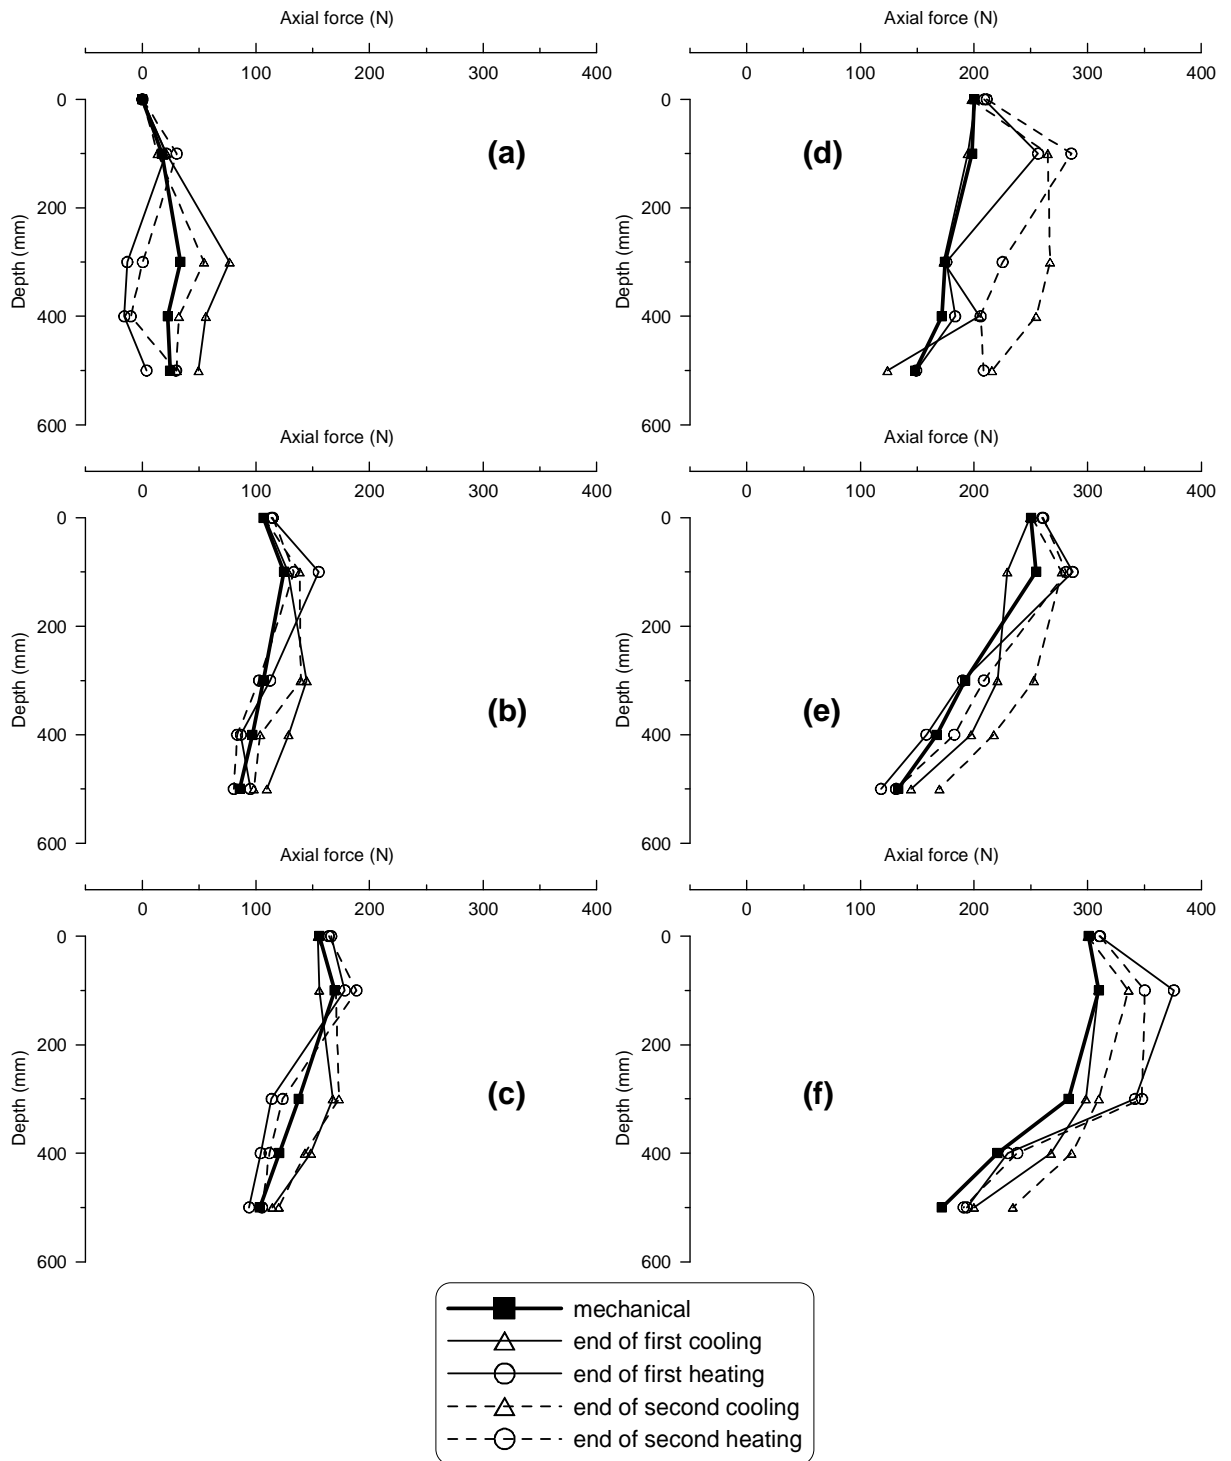 Axial force (N)
0 100 200 300 400
0
200
400
600
Depth (mm)
(a)
Axial force (N)
0 100 200 300 400
0
200
400
600
Depth (mm)
(d)
Axial force (N)
0 100 200 300 400
0
200
400
600
Depth (mm)
(b)
Axial force (N)
0 100 200 300 400
0
200
400
600
Depth (mm)
(e)
Axial force (N)
0 100 200 300 400
0
200
400
600
Depth (mm)
(c)
Axial force (N)
0 100 200 300 400
0
200
400
600
Depth (mm)
(f)
mechanical
end of first cooling
end of first heating
end of second cooling
end of second heating